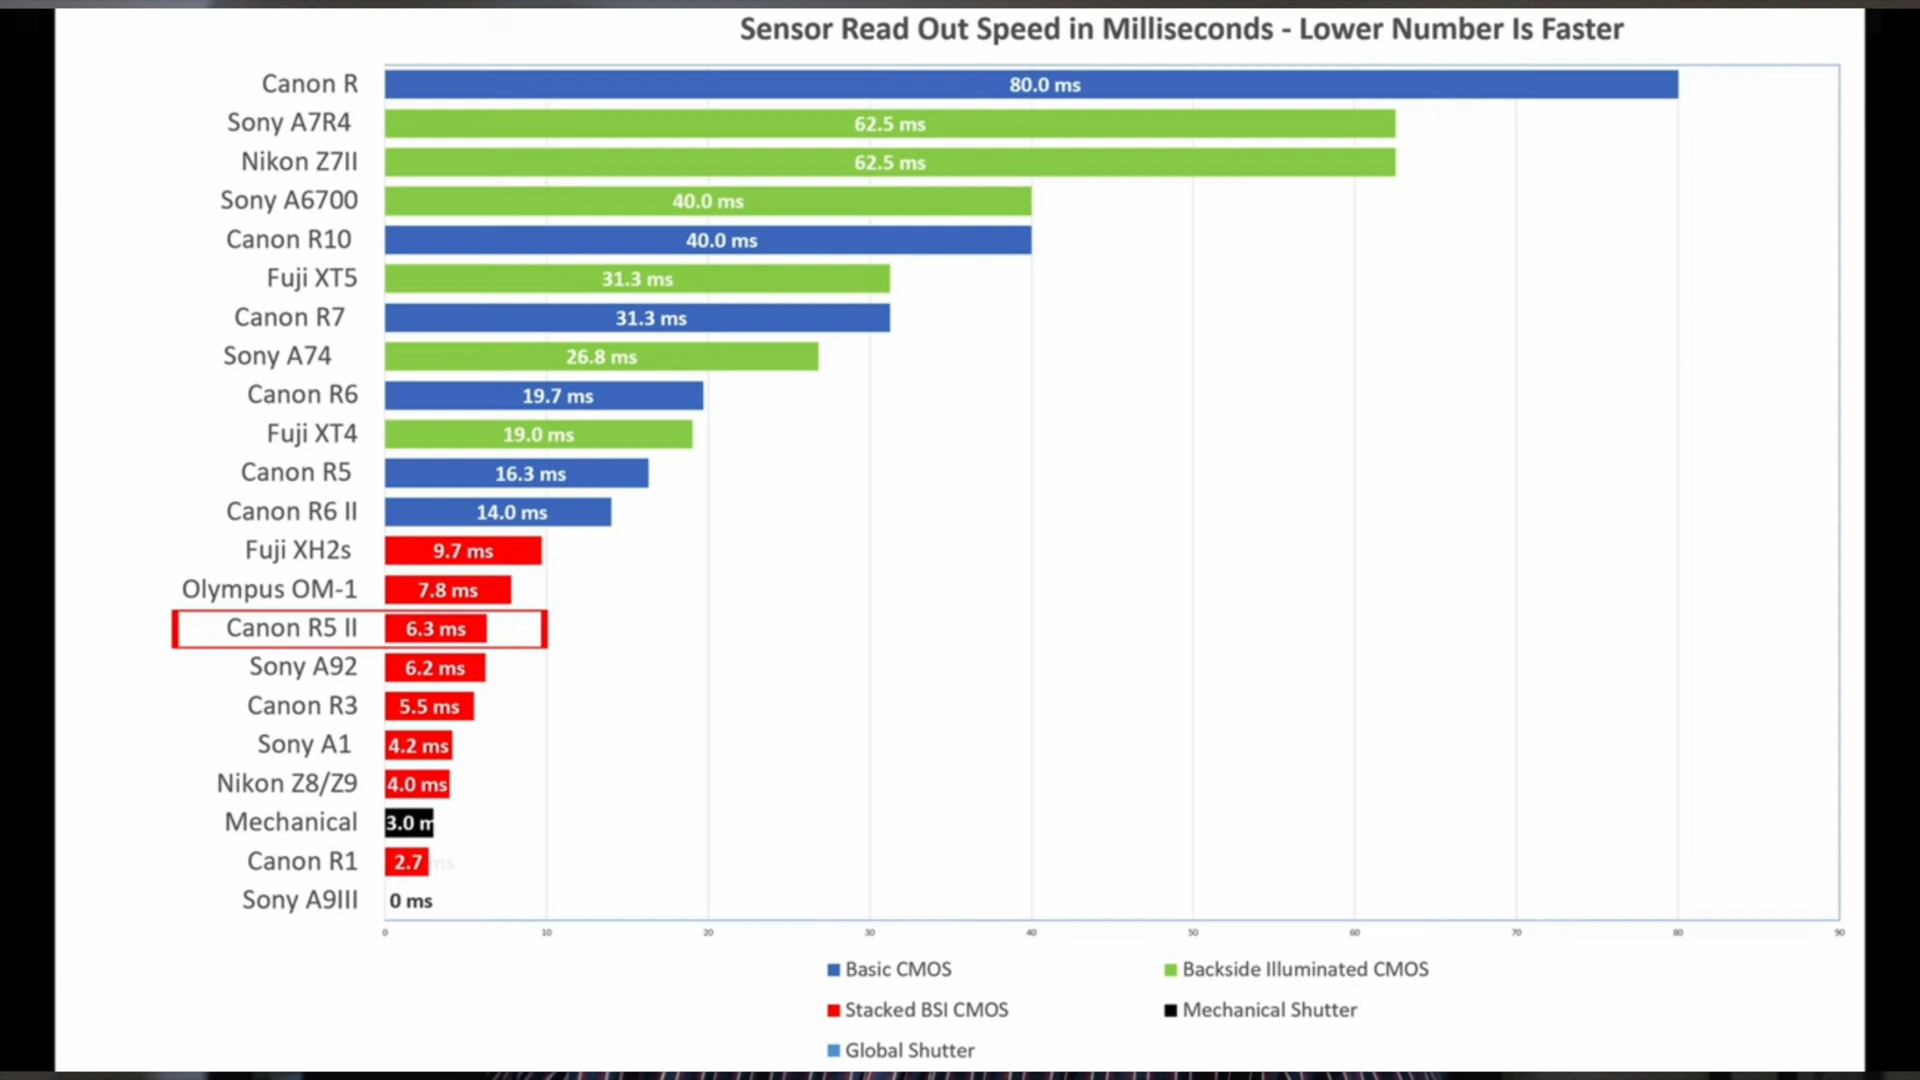 Sensor Read Out Speed in Milliseconds - Lower Number Is Faster
Canon R 80.0 ms
Sony A7R4 62.5 ms
Nikon Z7II 62.5 ms
Sony A6700 40.0 ms
Canon R10 40.0 ms
Fuji XT5 31.3 ms
Canon R7 31.3 ms
Sony A74 26.8 ms
Canon R6 19.7 ms
Fuji XT4 19.0 ms
Canon R5 16.3 ms
Canon R6 II 14.0 ms
Fuji XH2s 9.7 ms
Olympus OM-1 7.8 ms
Canon R5 II 6.3 ms
Sony A92 6.2 ms
Canon R3 5.5 ms
Sony A1 4.2 ms
Nikon Z8/Z9 4.0 ms
Mechanical 3.0 m
Canon R1 2.7 ms
Sony A9III 0 ms
0 10 20 30 40 50 60 70 80 90
Basic CMOS Backside Illuminated CMOS
Stacked BSI CMOS Mechanical Shutter
Global Shutter